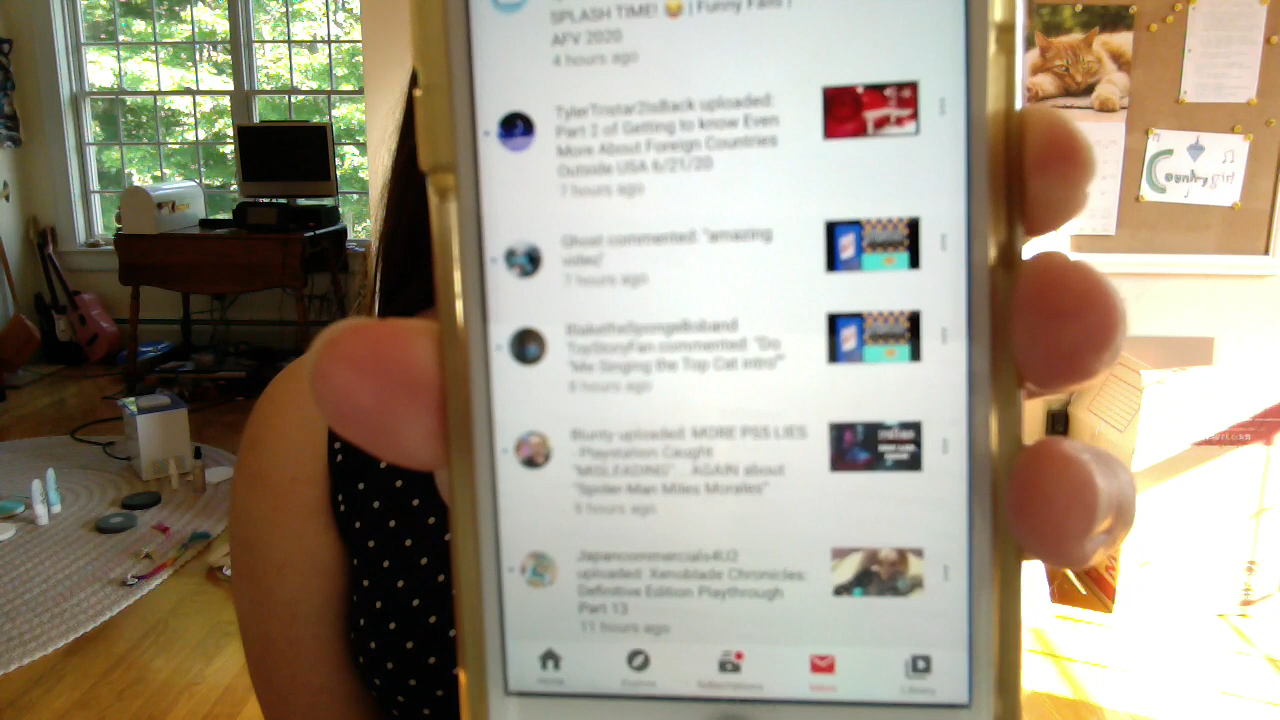 SPLASH TIME! 😂 | Funny Fails |
AFV 2020
4 hours ago
TylerTristar2isBack uploaded:
Part 2 of Getting to know Even
More About Foreign Countries
Outside USA 6/21/20
7 hours ago
Ghost commented: "amazing
video"
7 hours ago
BlaketheSpongeBoband
ToyStoryFan commented: "Do
"Me Singing the Top Cat intro""
8 hours ago
Blunty uploaded: MORE PS5 LIES
- Playstation Caught
"MISLEADING"... AGAIN about
"Spider-Man Miles Morales"
9 hours ago
Japancommercials4U2
uploaded: Xenoblade Chronicles:
Definitive Edition Playthrough
Part 13
11 hours ago
Home
Explore
Subscriptions
Inbox
Library
Country girl